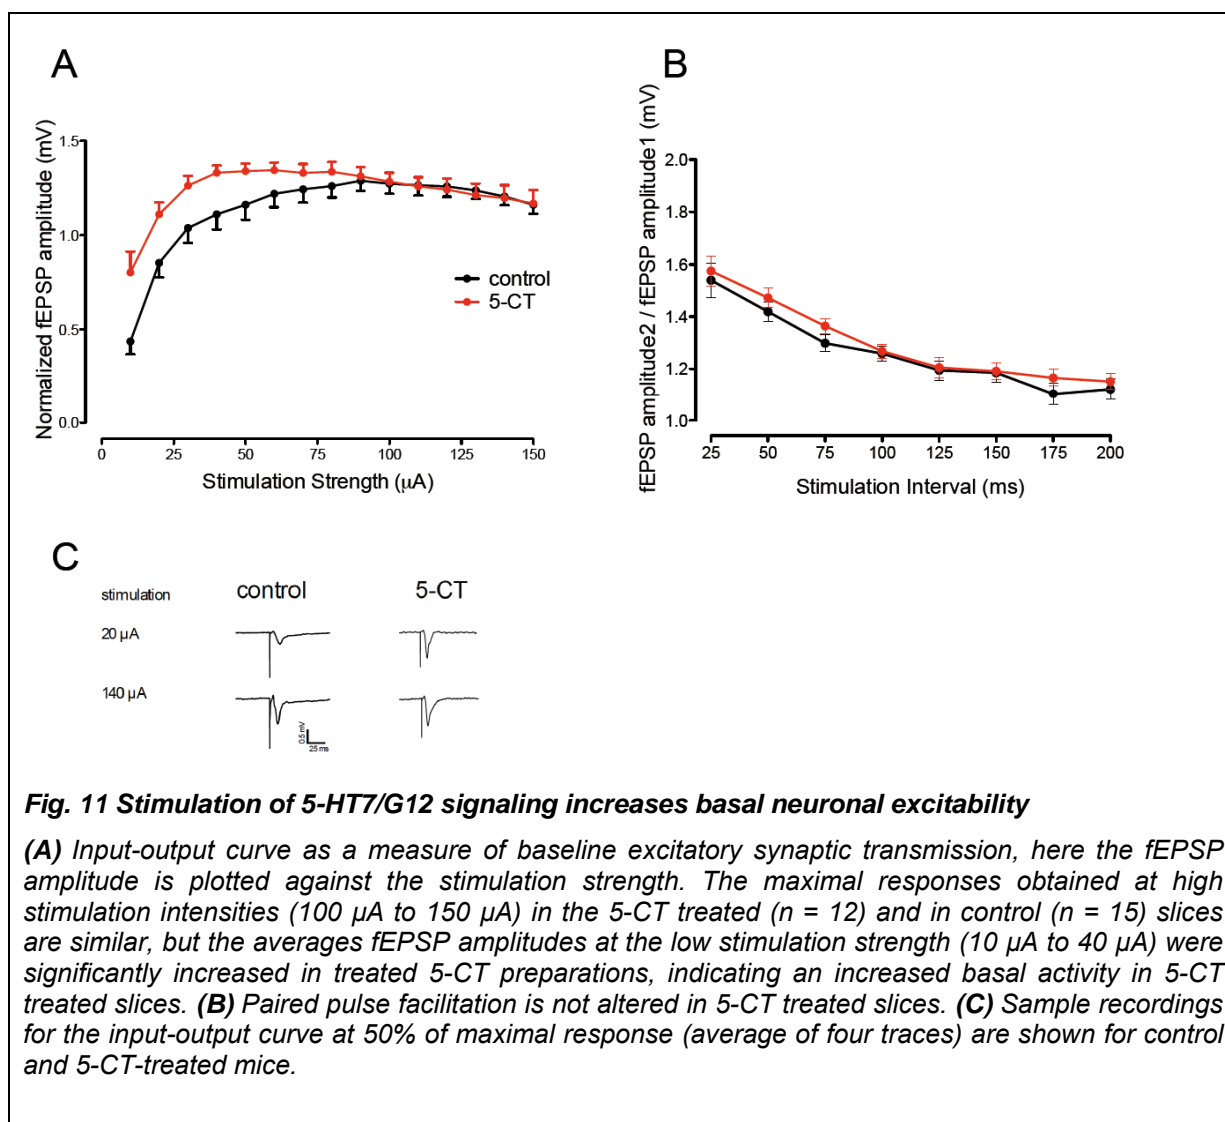 A
Normalized fEPSP amplitude (mV)
1.5
1.0
0.5
0.0
0 25 50 75 100 125 150
Stimulation Strength (µA)
control
5-CT
B
fEPSP amplitude2 / fEPSP amplitude1 (mV)
2.0
1.8
1.6
1.4
1.2
1.0
25 50 75 100 125 150 175 200
Stimulation Interval (ms)
C
stimulation control 5-CT
20 µA
140 µA
0.5 mV
25 ms
Fig. 11 Stimulation of 5-HT7/G12 signaling increases basal neuronal excitability
(A) Input-output curve as a measure of baseline excitatory synaptic transmission, here the fEPSP
amplitude is plotted against the stimulation strength. The maximal responses obtained at high
stimulation intensities (100 µA to 150 µA) in the 5-CT treated (n = 12) and in control (n = 15) slices
are similar, but the averages fEPSP amplitudes at the low stimulation strength (10 µA to 40 µA) were
significantly increased in treated 5-CT preparations, indicating an increased basal activity in 5-CT
treated slices. (B) Paired pulse facilitation is not altered in 5-CT treated slices. (C) Sample recordings
for the input-output curve at 50% of maximal response (average of four traces) are shown for control
and 5-CT-treated mice.